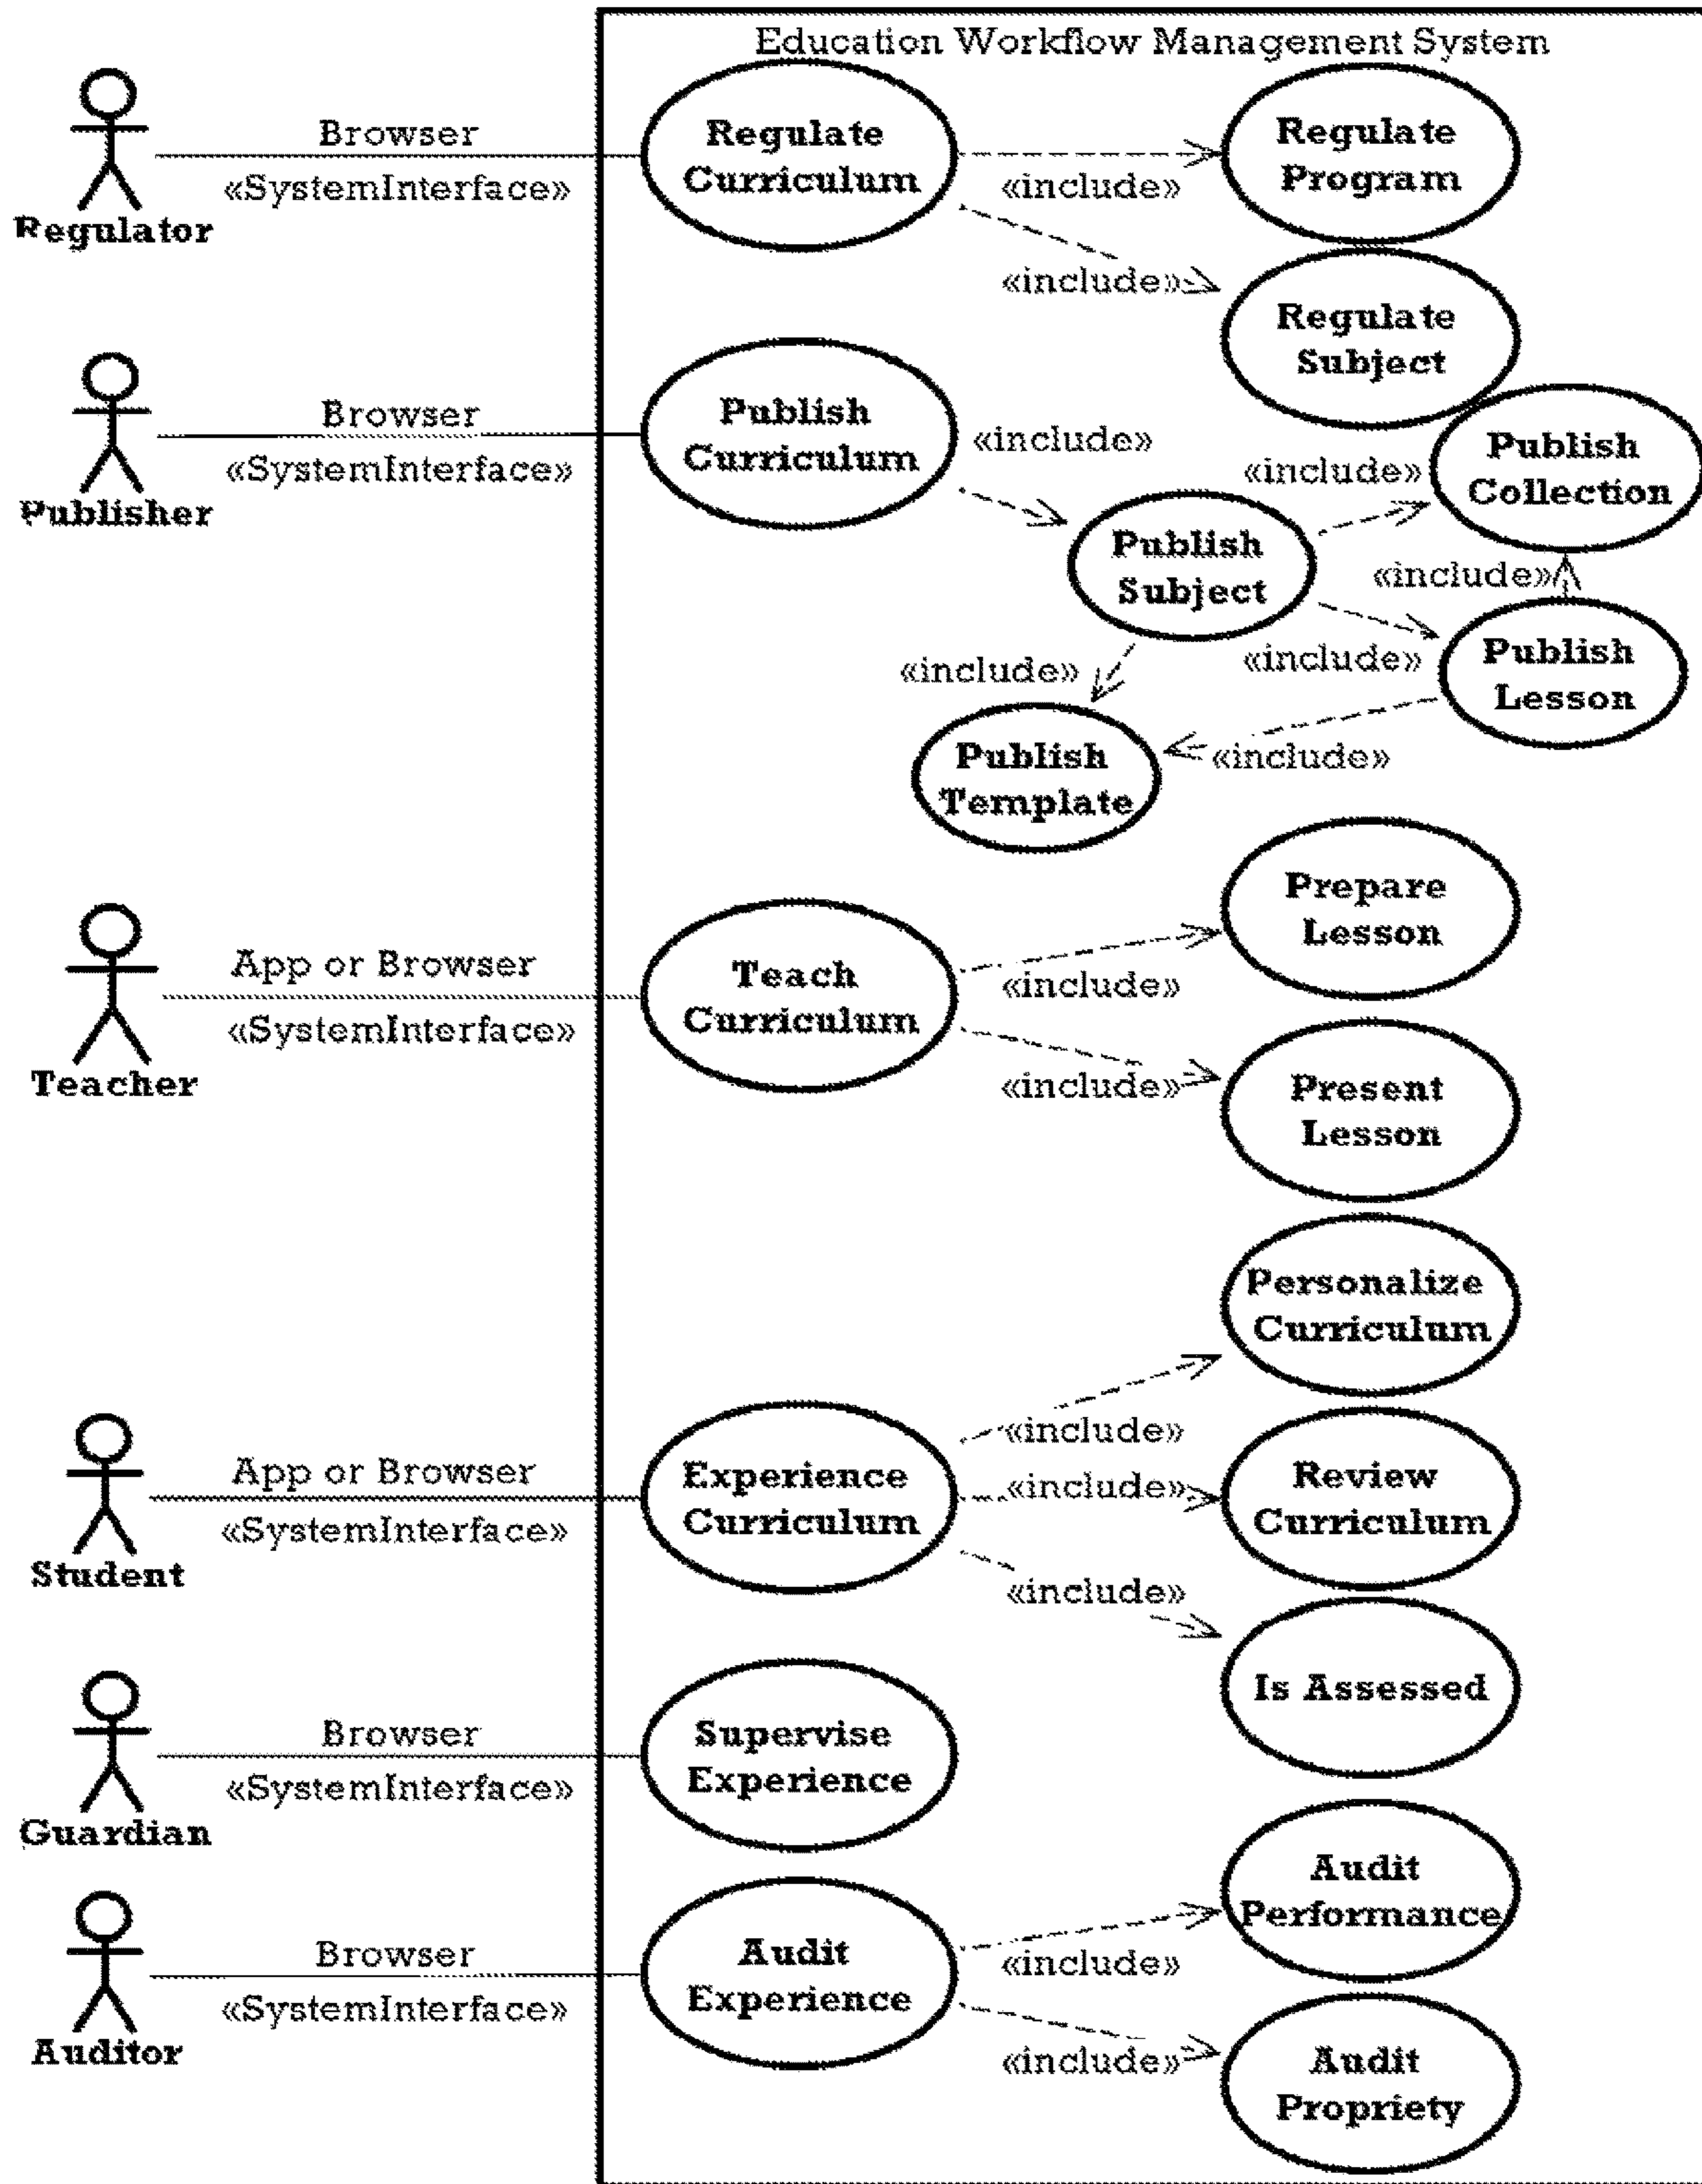 Education Workflow Management System
Browser
«SystemInterface»
Regulator
Regulate
Curriculum
«include»
Regulate
Program
«include»
Regulate
Subject
Browser
«SystemInterface»
Publisher
Publish
Curriculum
«include»
Publish
Subject
«include»
Publish
Collection
«include»
«include»
Publish
Lesson
«include»
«include»
Publish
Template
App or Browser
«SystemInterface»
Teacher
Teach
Curriculum
«include»
Prepare
Lesson
«include»
Present
Lesson
App or Browser
«SystemInterface»
Student
Experience
Curriculum
«include»
Personalize
Curriculum
«include»
Review
Curriculum
«include»
Is Assessed
Browser
«SystemInterface»
Guardian
Supervise
Experience
Browser
«SystemInterface»
Auditor
Audit
Experience
«include»
Audit
Performance
«include»
Audit
Propriety